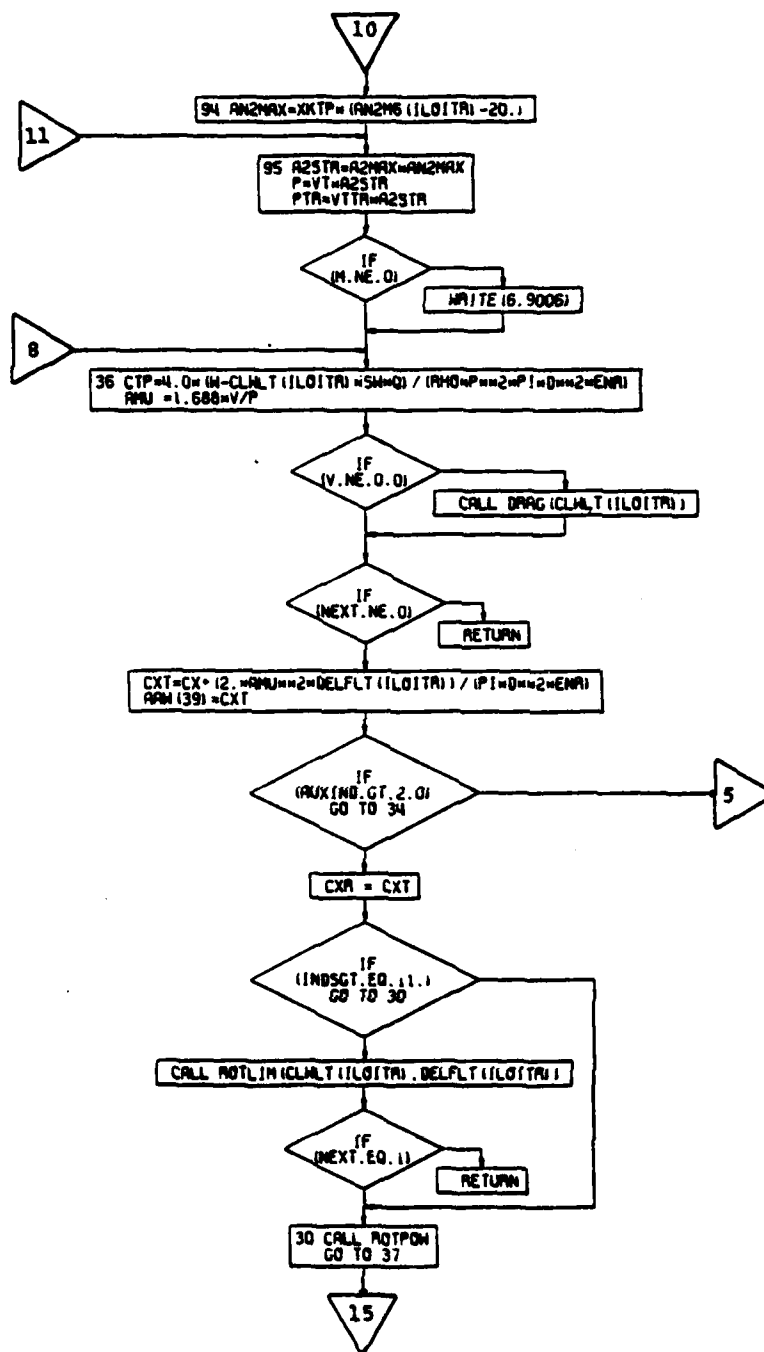 10
94 AN2MAX=XKTP*(AN2M6(ILOITR)-20.)
11
95 A2STR=A2MAX*AN2MAX
P=VT*A2STR
PTR=VTTR*A2STR
IF
(M.NE.0)
WRITE(6,9006)
8
36 CTP=4.0*(W-CLWLT(ILOITR)*SW*Q)/(RHO*P**2*PI*D**2*ENR)
AMU =1.688*V/P
IF
(V.NE.0.0)
CALL DRAG(CLWLT(ILOITR))
IF
(NEXT.NE.0)
RETURN
CXT=CX+(2.*AMU**2*DELFLT(ILOITR))/(PI*D**2*ENR)
AAW(39)=CXT
IF
(AUXIND.GT.2.0)
GO TO 34
5
CXR = CXT
IF
(INDSGT.EQ.11.)
GO TO 30
CALL ROTLIM(CLWLT(ILOITR),DELFLT(ILOITR))
IF
(NEXT.EQ.1)
RETURN
30 CALL ROTPOW
GO TO 37
15